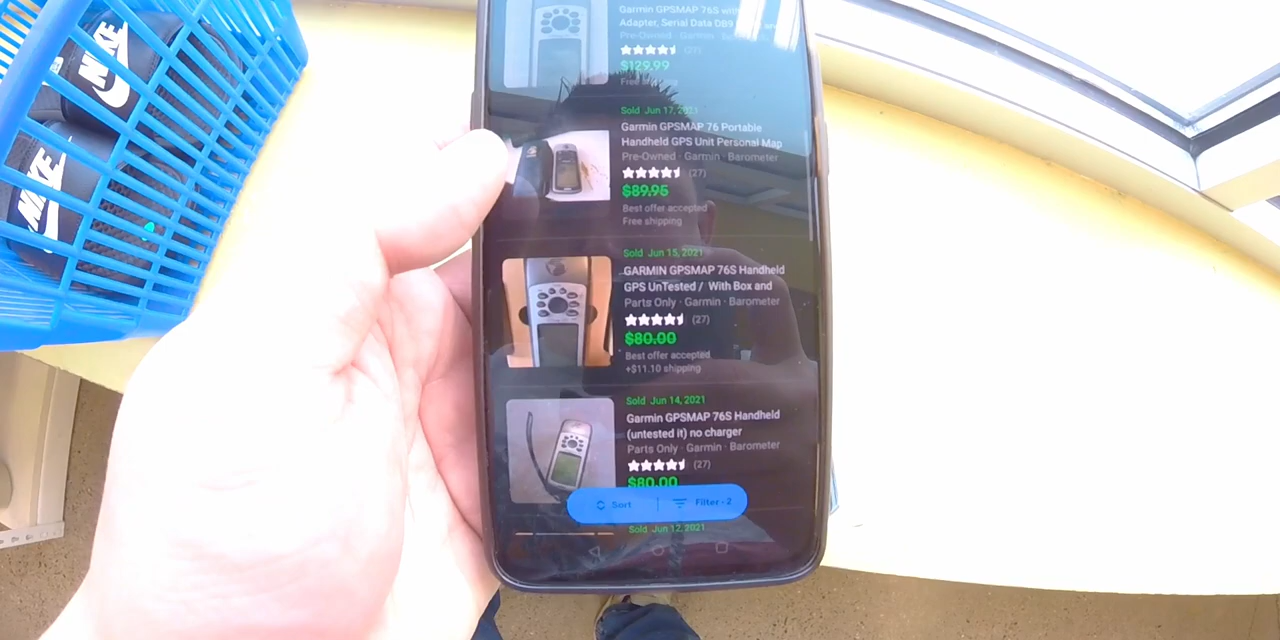 NIKE
NIKE
Garmin GPSMAP 76S with
Adapter, Serial Data DB9
Pre-Owned · Garmin
(27)
$129.99
Free shipping
Sold Jun 17, 2021
Garmin GPSMAP 76 Portable
Handheld GPS Unit Personal Map
Pre-Owned · Garmin · Barometer
(27)
$89.95
Best offer accepted
Free shipping
Sold Jun 15, 2021
GARMIN GPSMAP 76S Handheld
GPS UnTested / With Box and
Parts Only · Garmin · Barometer
(27)
$80.00
Best offer accepted
+$11.10 shipping
Sold Jun 14, 2021
Garmin GPSMAP 76S Handheld
(untested it) no charger
Parts Only · Garmin · Barometer
(27)
$80.00
Sort
Filter · 2
Sold Jun 12, 2021